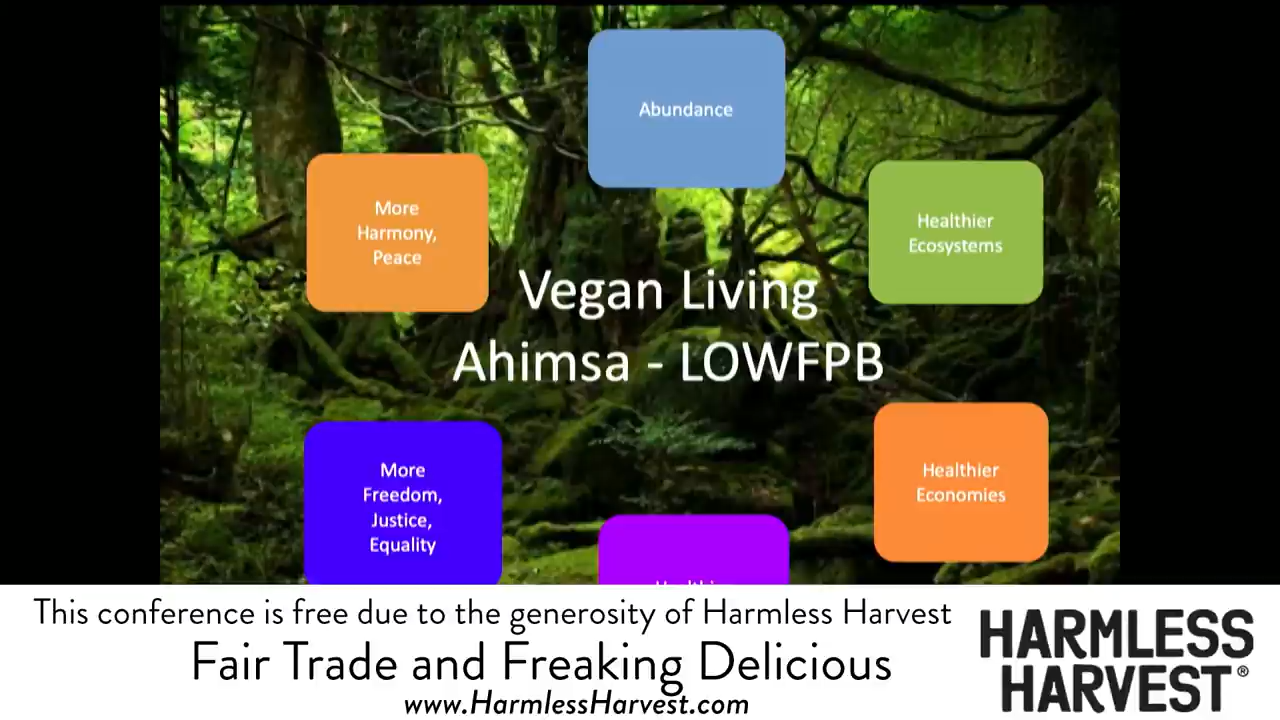 Abundance
More
Harmony,
Peace
Healthier
Ecosystems
Vegan Living
Ahimsa - LOWFPB
More
Freedom,
Justice,
Equality
Healthier
Economies
This conference is free due to the generosity of Harmless Harvest
Fair Trade and Freaking Delicious
www.HarmlessHarvest.com
HARMLESS
HARVEST®